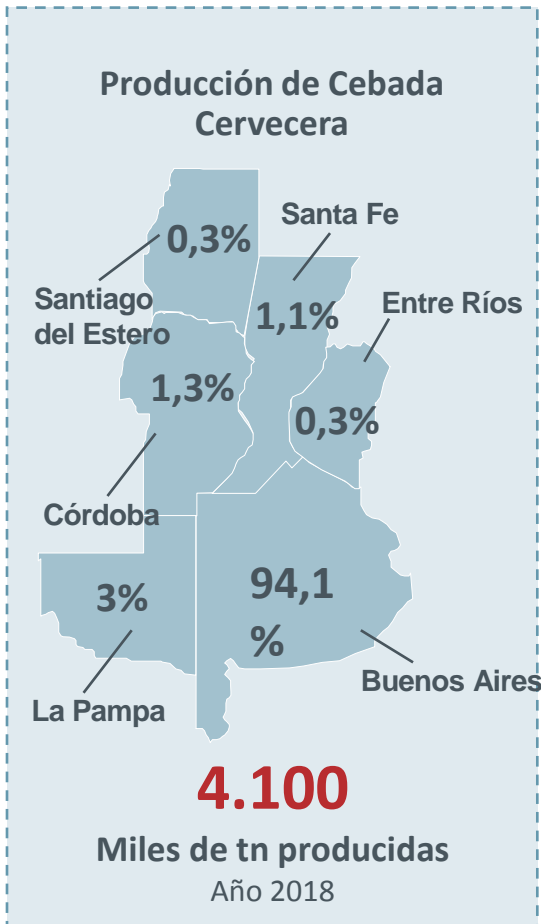 Producción de Cebada
Cervecera
Santa Fe
0,3%
Santiago
del Estero
Entre Ríos
1,1%
1,3%
0,3%
Córdoba
94,1
%
3%
Buenos Aires
La Pampa
4.100
Miles de tn producidas
Año 2018